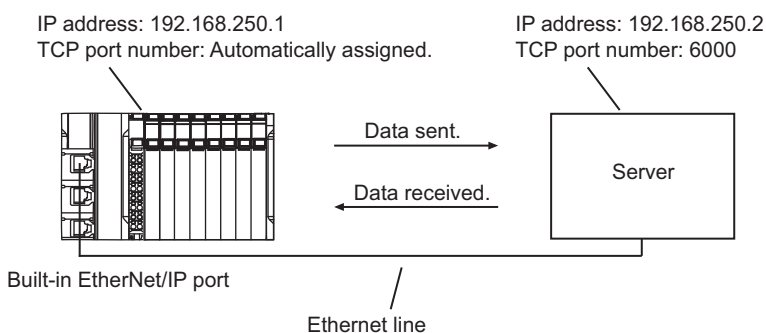 IP address: 192.168.250.1
TCP port number: Automatically assigned.
IP address: 192.168.250.2
TCP port number: 6000
Data sent.
Server
Data received.
Built-in EtherNet/IP port
Ethernet line